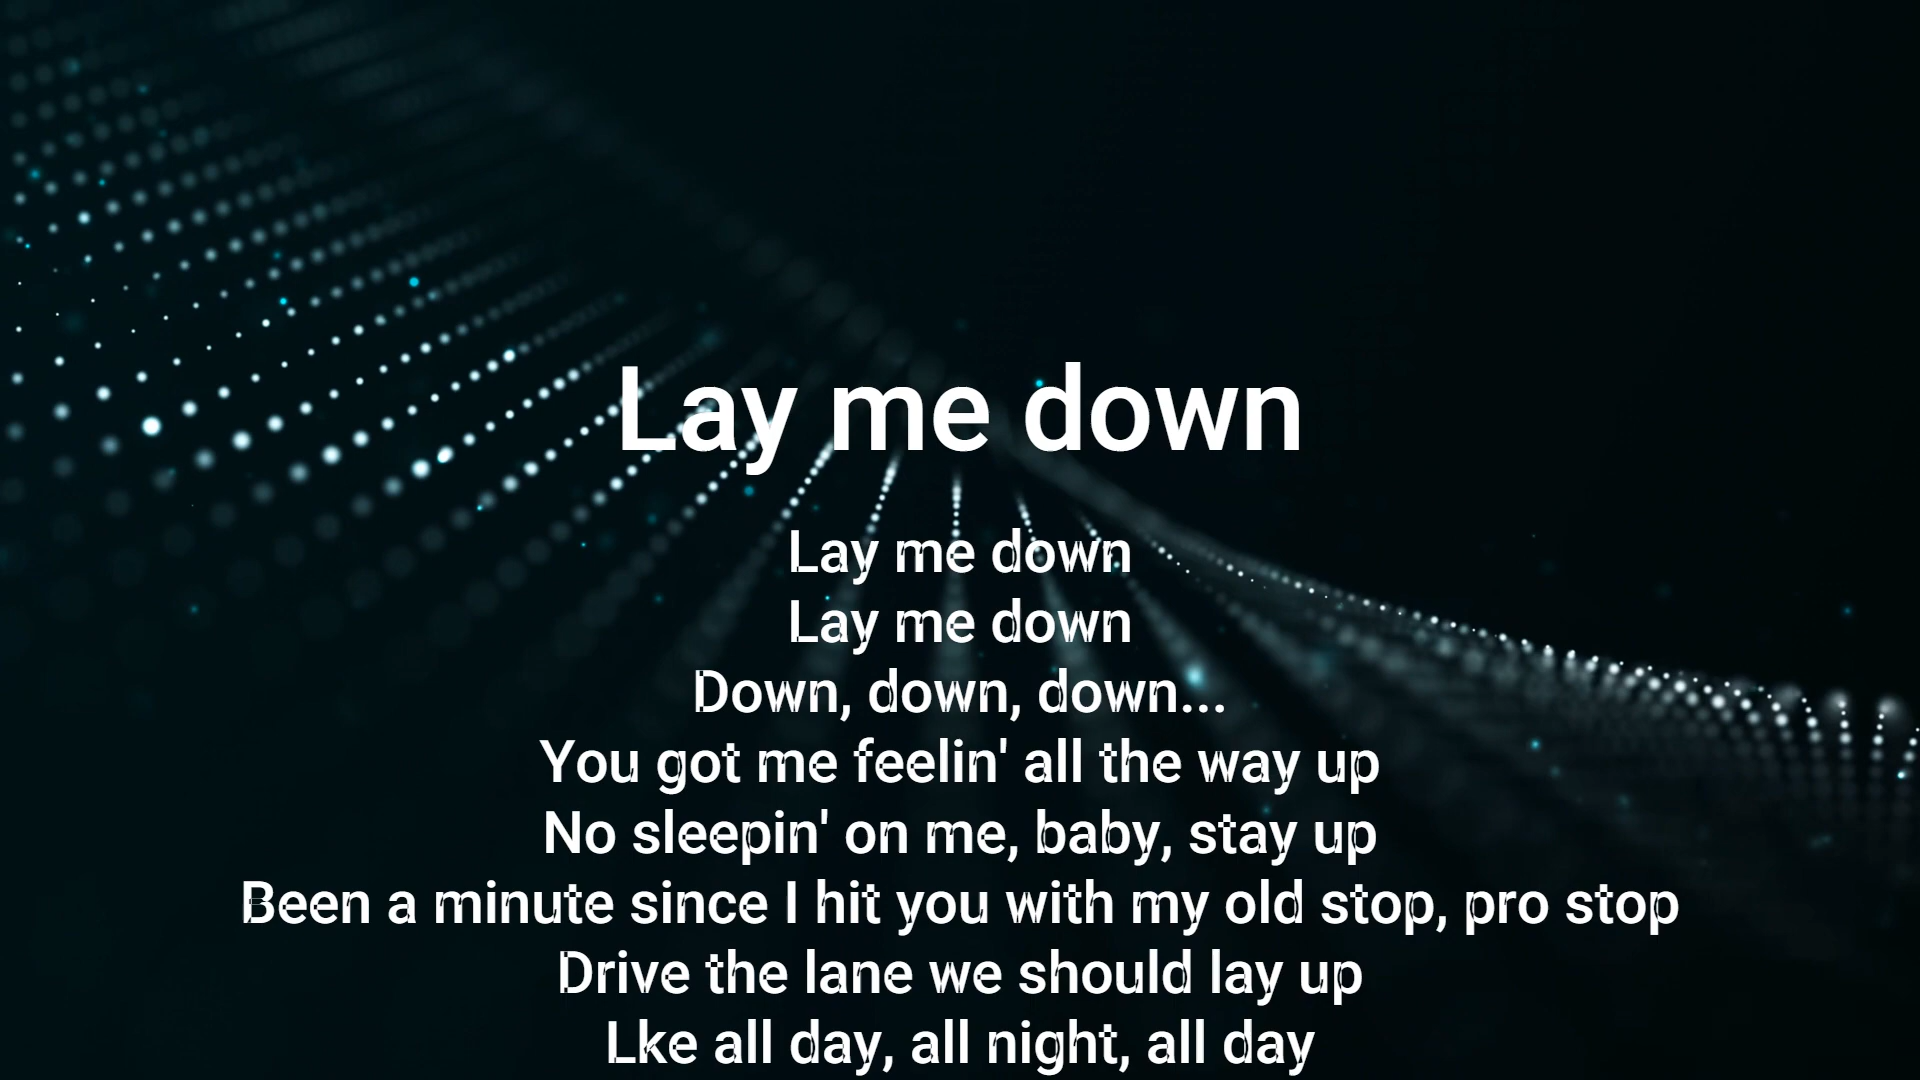 Lay me down
Lay me down
Lay me down
Down, down, down...
You got me feelin' all the way up
No sleepin' on me, baby, stay up
Been a minute since I hit you with my old stop, pro stop
Drive the lane we should lay up
Lke all day, all night, all day